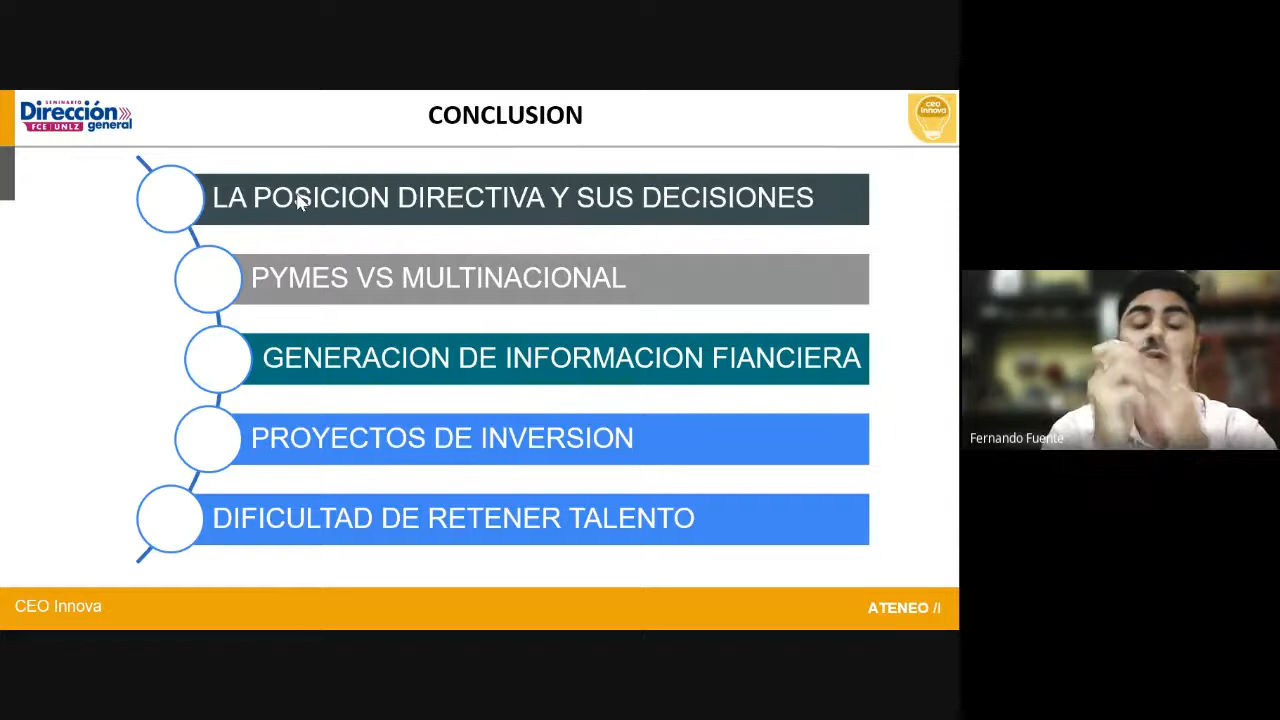 SEMINARIO
Dirección
FCE | UNLZ general
CONCLUSION
ceo
innova
LA POSICION DIRECTIVA Y SUS DECISIONES
PYMES VS MULTINACIONAL
GENERACION DE INFORMACION FIANCIERA
PROYECTOS DE INVERSION
DIFICULTAD DE RETENER TALENTO
CEO Innova
ATENEO /I
Fernando Fuente